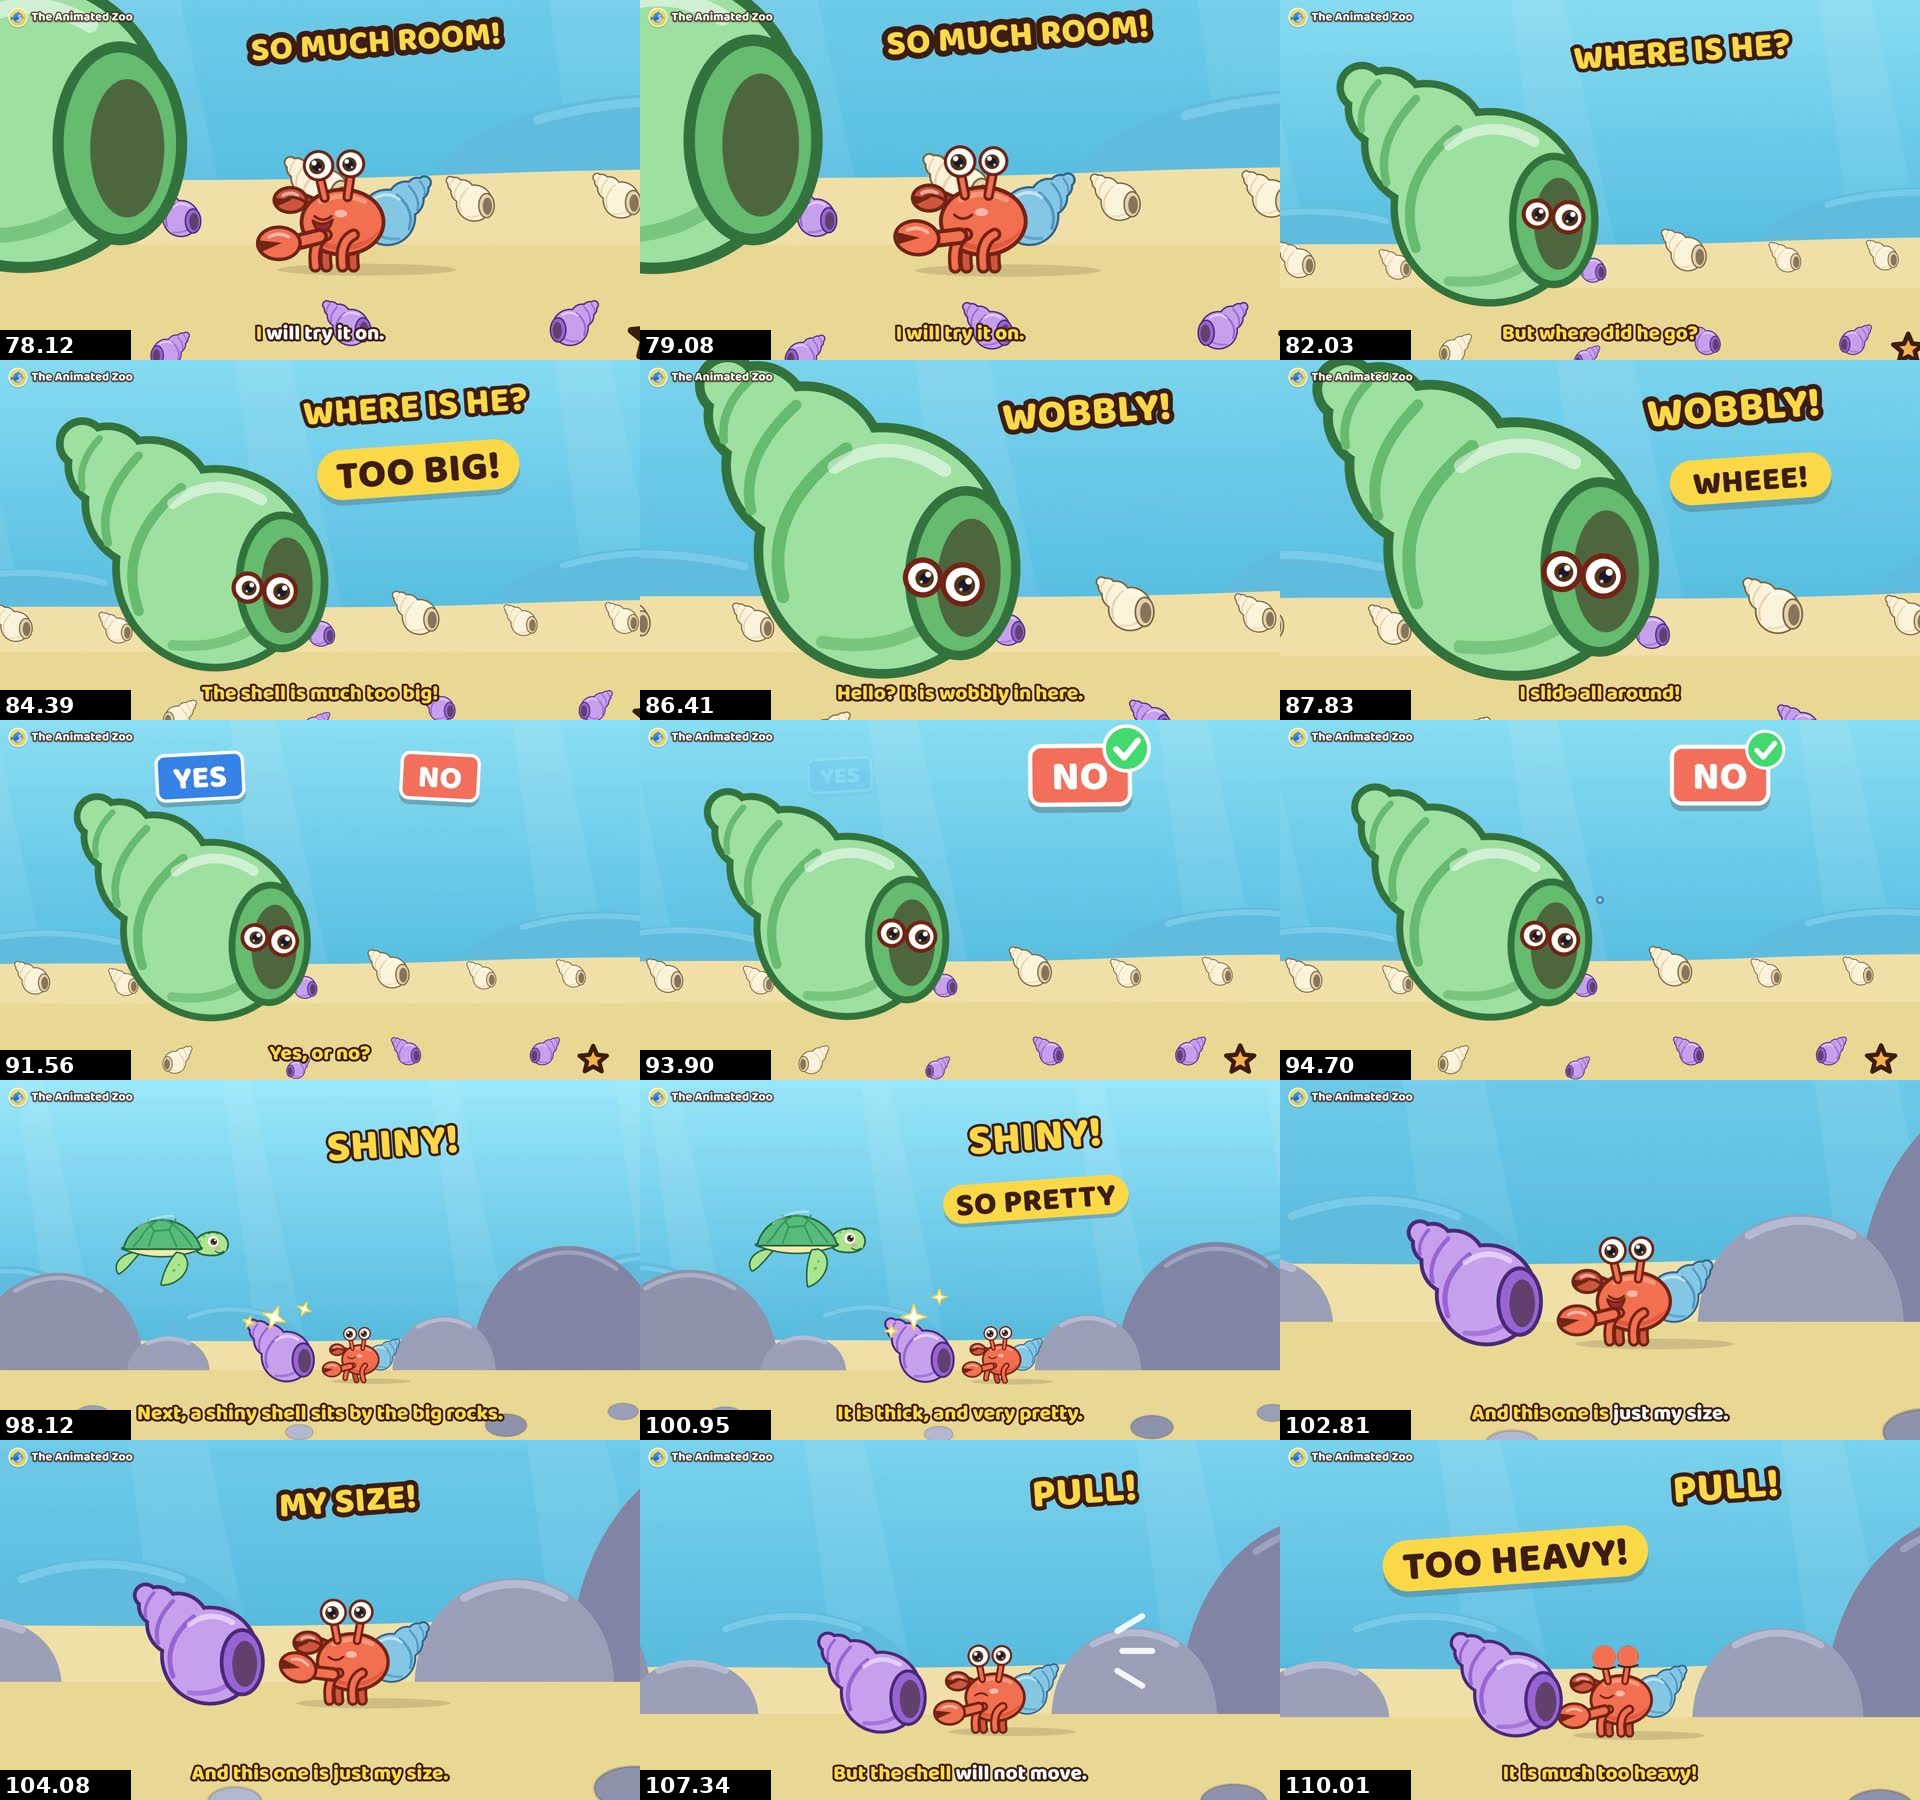 The Animated Zoo
SO MUCH ROOM!
I will try it on.
78.12
The Animated Zoo
SO MUCH ROOM!
I will try it on.
79.08
The Animated Zoo
WHERE IS HE?
But where did he go?
82.03
The Animated Zoo
WHERE IS HE?
TOO BIG!
The shell is much too big!
84.39
The Animated Zoo
WOBBLY!
Hello? It is wobbly in here.
86.41
The Animated Zoo
WOBBLY!
WHEEE!
I slide all around!
87.83
The Animated Zoo
YES
NO
Yes, or no?
91.56
The Animated Zoo
YES
NO
93.90
The Animated Zoo
NO
94.70
The Animated Zoo
SHINY!
Next, a shiny shell sits by the big rocks.
98.12
The Animated Zoo
SHINY!
SO PRETTY
It is thick, and very pretty.
100.95
The Animated Zoo
And this one is just my size.
102.81
The Animated Zoo
MY SIZE!
And this one is just my size.
104.08
The Animated Zoo
PULL!
But the shell will not move.
107.34
The Animated Zoo
PULL!
TOO HEAVY!
It is much too heavy!
110.01